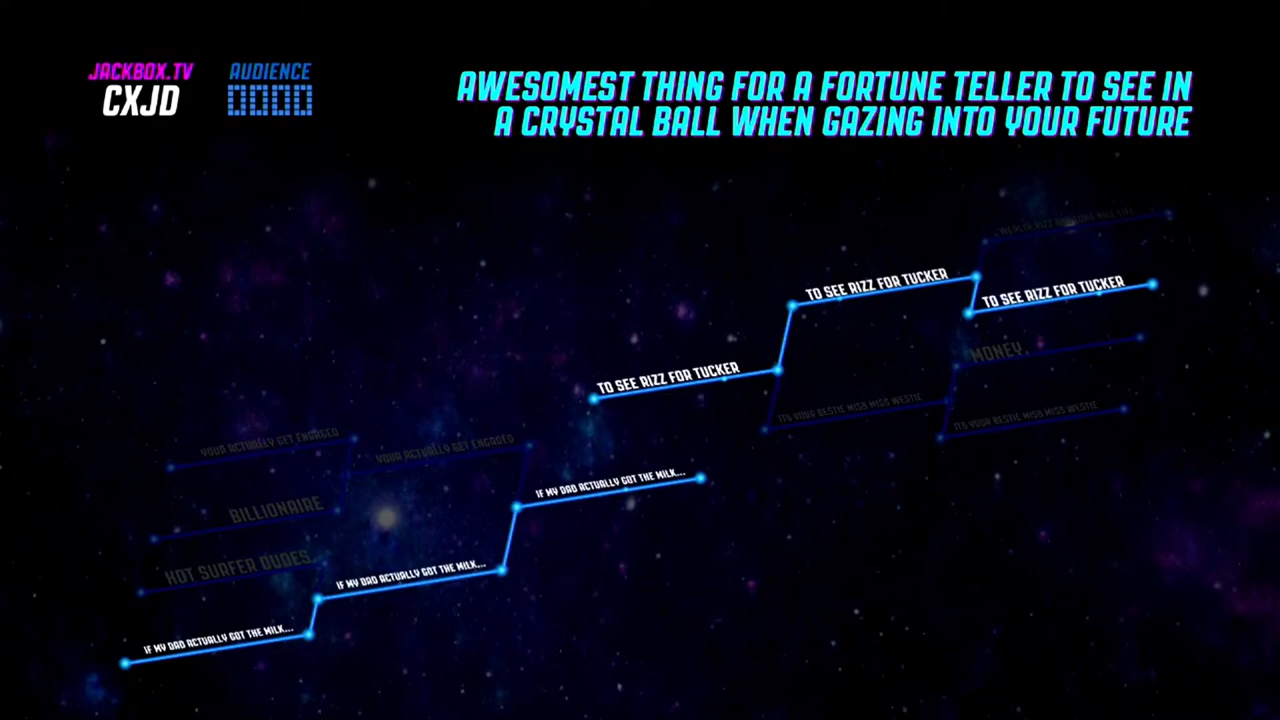 JACKBOX.TV
CXJD
AUDIENCE
0000
AWESOMEST THING FOR A FORTUNE TELLER TO SEE IN
A CRYSTAL BALL WHEN GAZING INTO YOUR FUTURE
TO SEE RIZZ FOR TUCKER
TO SEE RIZZ FOR TUCKER
MONEY.
TO SEE RIZZ FOR TUCKER
ITS YOUR BESTIE MISS MISS WESTIE
ITS YOUR BESTIE MISS MISS WESTIE
YOUR ACTUALLY GET ENGAGED
YOUR ACTUALLY GET ENGAGED
IF MY DAD ACTUALLY GOT THE MILK...
BILLIONAIRE
HOT SURFER DUDES...
IF MY DAD ACTUALLY GOT THE MILK...
IF MY DAD ACTUALLY GOT THE MILK...